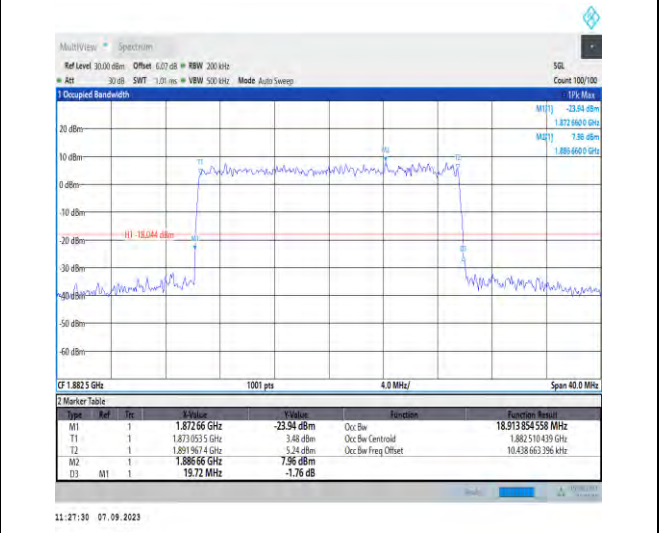 MultiView Spectrum
Ref Level 30.00 dBm Offset 6.07 dB RBW 200 kHz SGL
Att 30 dB SWT 1.01 ms VBW 500 kHz Mode Auto Sweep Count 100/100
1 Occupied Bandwidth 1Pk Max
M1[1] -23.94 dBm
1.872 660 0 GHz
M2[1] 7.96 dBm
1.886 660 0 GHz
20 dBm
M2
T1 T2
10 dBm
0 dBm
-10 dBm
H1 -18.044 dBm
M1
-20 dBm
D3
-30 dBm
-40 dBm
-50 dBm
-60 dBm
CF 1.882 5 GHz 1001 pts 4.0 MHz/ Span 40.0 MHz
2 Marker Table
Type Ref Trc X-Value Y-Value Function Function Result
M1 1 1.872 66 GHz -23.94 dBm Occ Bw 18.913 854 558 MHz
T1 1 1.873 053 5 GHz 3.48 dBm Occ Bw Centroid 1.882 510 439 GHz
T2 1 1.891 967 4 GHz 5.24 dBm Occ Bw Freq Offset 10.438 663 396 kHz
M2 1 1.886 66 GHz 7.96 dBm
D3 M1 1 19.72 MHz -1.76 dB
11:27:30 07.09.2023